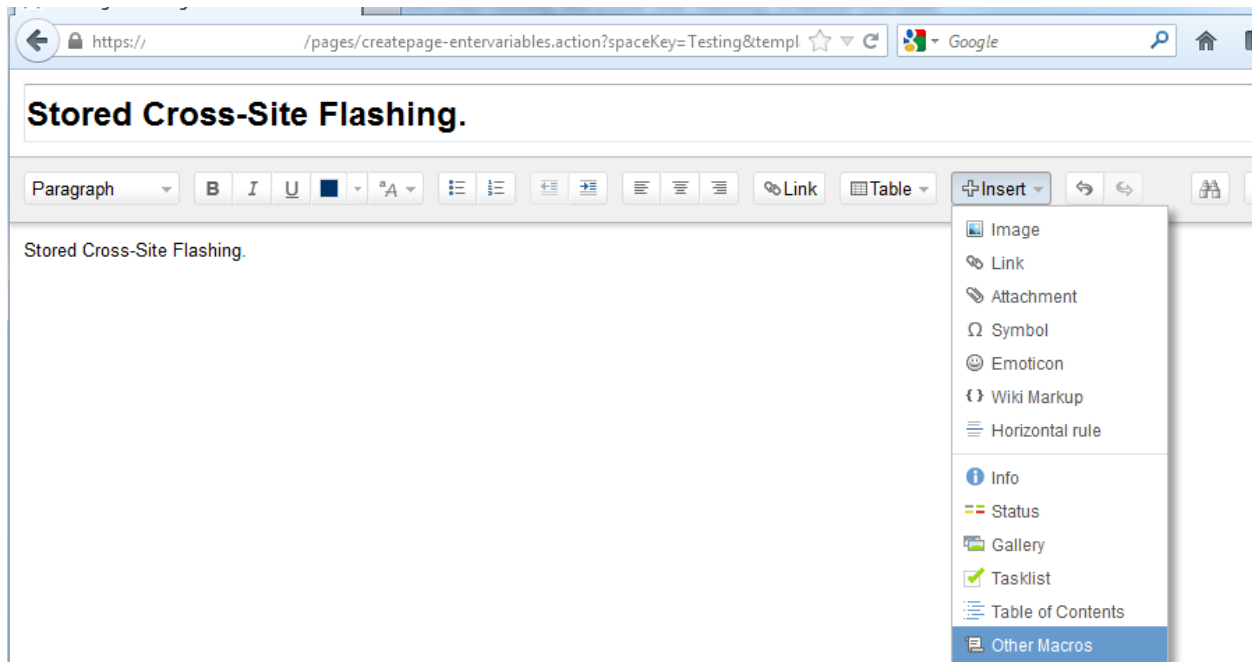 https:// /pages/createpage-entervariables.action?spaceKey=Testing&templ
Google
Stored Cross-Site Flashing.
Paragraph B I U A Link Table Insert
Stored Cross-Site Flashing.
Image
Link
Attachment
Ω Symbol
Emoticon
{} Wiki Markup
Horizontal rule
Info
Status
Gallery
Tasklist
Table of Contents
Other Macros